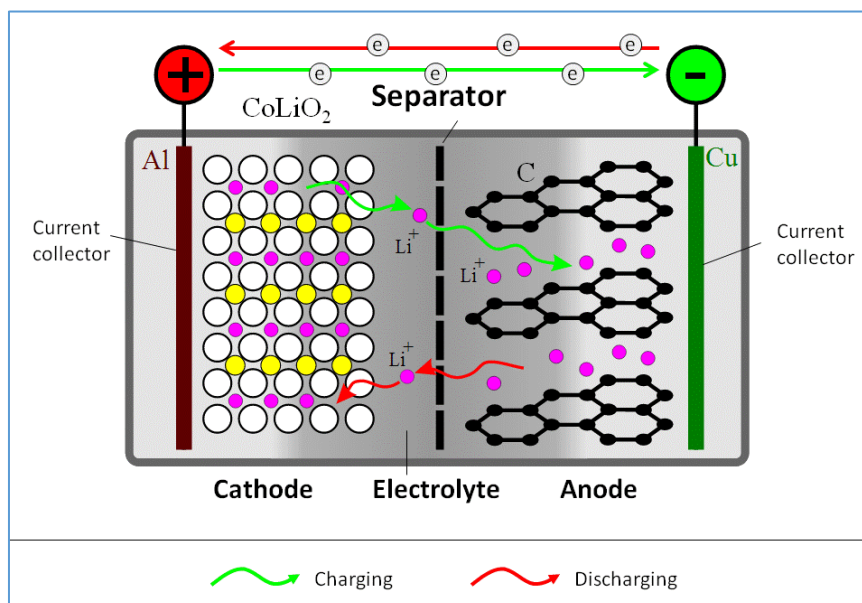 e e e
+
e e e
-
Separator
CoLiO₂
Al
C
Cu
Current
collector
Li⁺
Li⁺
Current
collector
Li⁺
Cathode
Electrolyte
Anode
Charging
Discharging